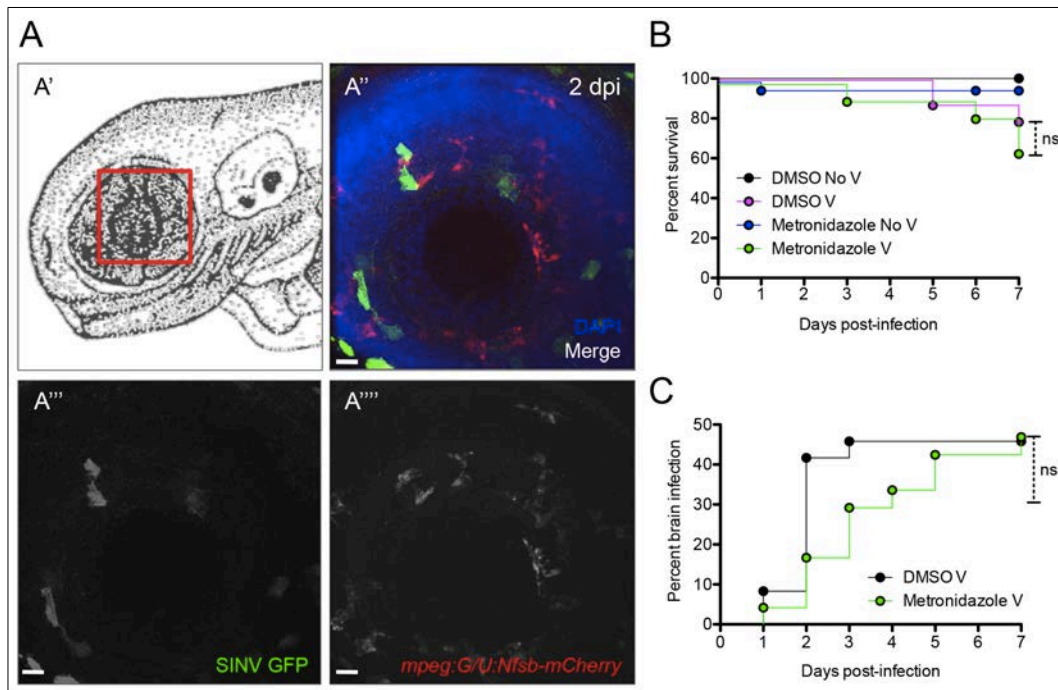 A
A'
A''
2 dpi
DAPI
Merge
A'''
SINV GFP
A''''
mpeg:G/U:Nfsb-mCherry
B
Percent survival
100
80
60
40
20
0
DMSO No V
DMSO V
Metronidazole No V
Metronidazole V
ns
0 1 2 3 4 5 6 7
Days post-infection
C
Percent brain infection
50
40
30
20
10
0
DMSO V
Metronidazole V
ns
0 1 2 3 4 5 6 7
Days post-infection